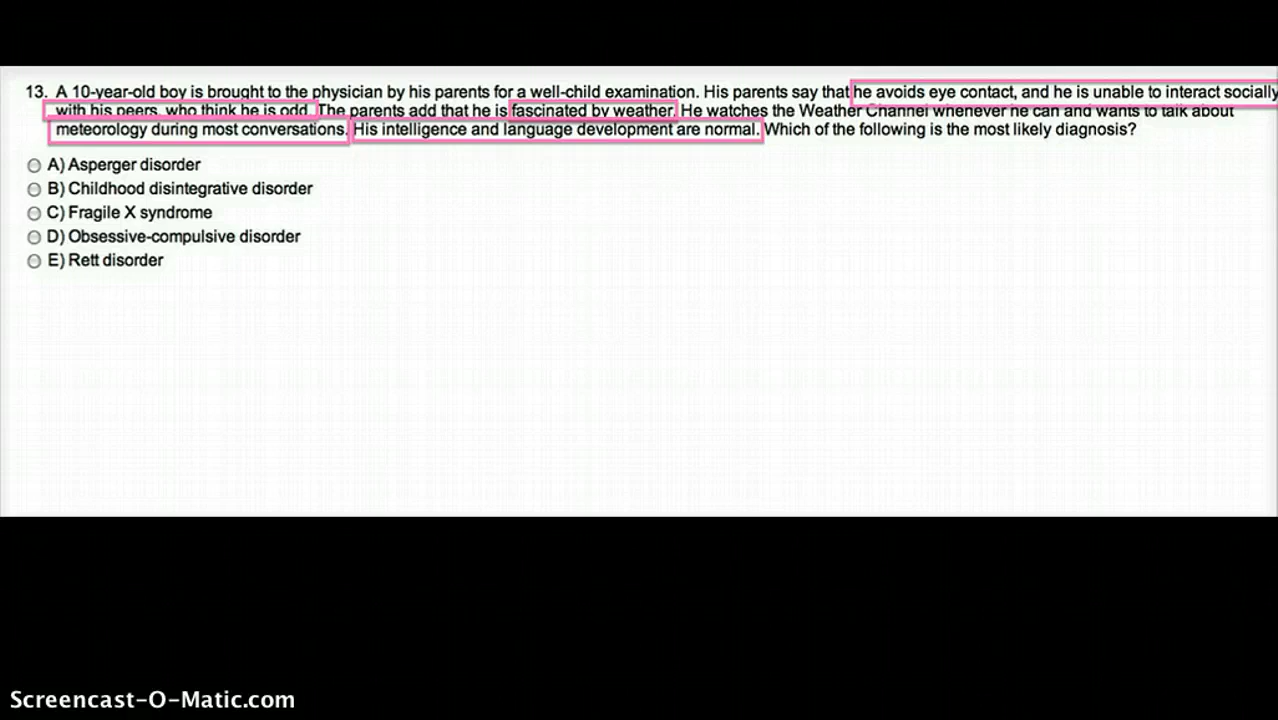 13. A 10-year-old boy is brought to the physician by his parents for a well-child examination. His parents say that he avoids eye contact, and he is unable to interact socially
with his peers, who think he is odd. The parents add that he is fascinated by weather. He watches the Weather Channel whenever he can and wants to talk about
meteorology during most conversations. His intelligence and language development are normal. Which of the following is the most likely diagnosis?
A) Asperger disorder
B) Childhood disintegrative disorder
C) Fragile X syndrome
D) Obsessive-compulsive disorder
E) Rett disorder
Screencast-O-Matic.com